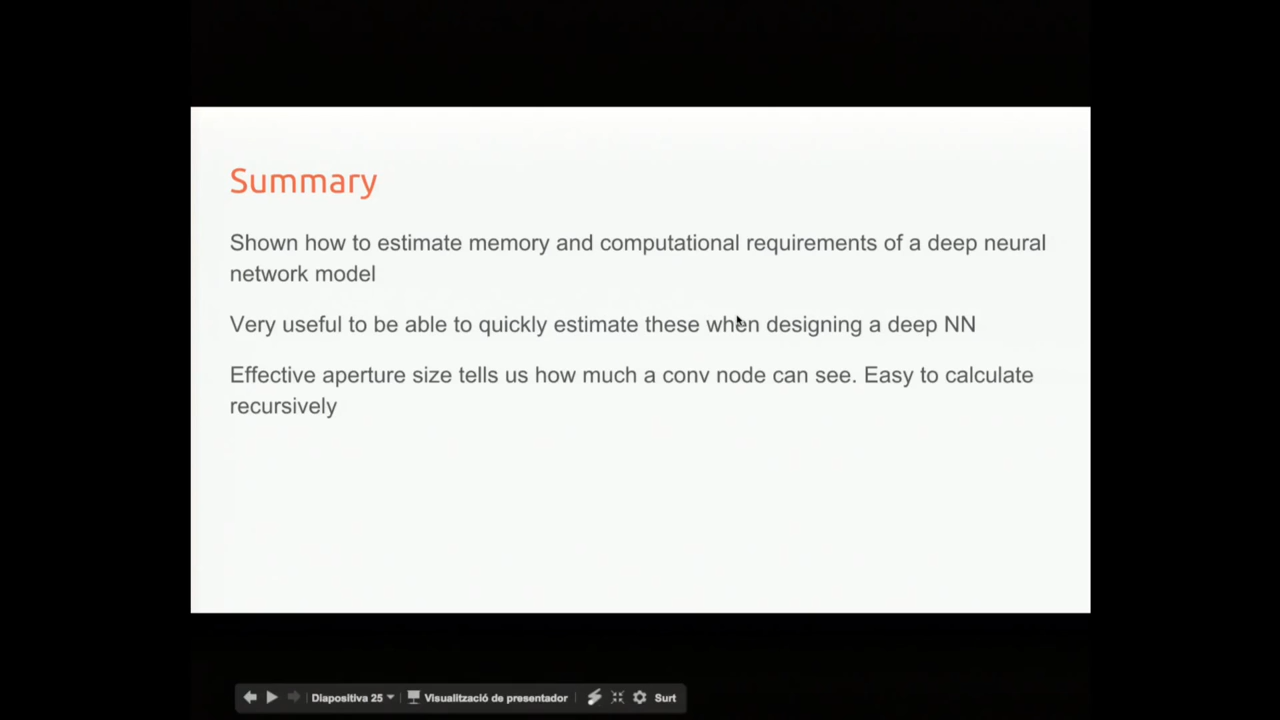 Summary
Shown how to estimate memory and computational requirements of a deep neural
network model
Very useful to be able to quickly estimate these when designing a deep NN
Effective aperture size tells us how much a conv node can see. Easy to calculate
recursively
Diapositiva 25 Visualització de presentador Surt